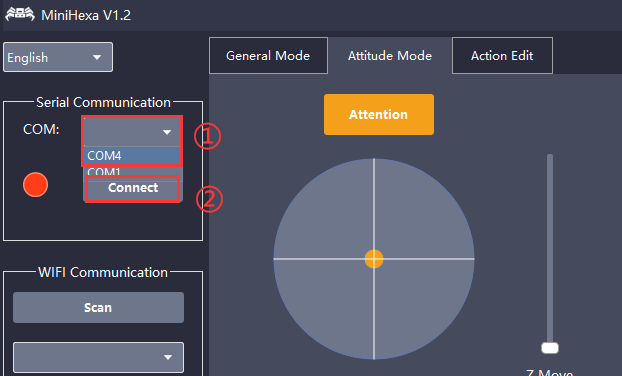 MiniHexa V1.2
English
General Mode
Attitude Mode
Action Edit
Serial Communication
COM:
①
COM4
COM1
Connect
②
Attention
WIFI Communication
Scan
Z Move